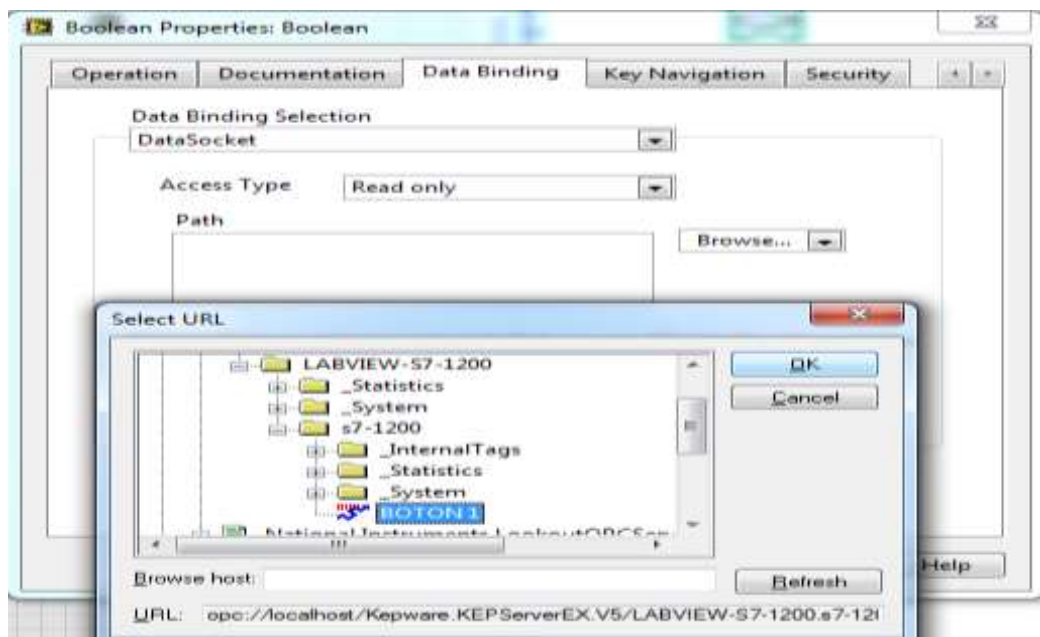 Boolean Properties: Boolean
Operation Documentation Data Binding Key Navigation Security
Data Binding Selection
DataSocket
Access Type Read only
Path
Browse...
Select URL
LABVIEW-S7-1200
_Statistics
_System
s7-1200
_InternalTags
_Statistics
_System
BOTON1
National Instruments
OK
Cancel
Browse host:
Refresh
Help
URL: opc://localhost/Kepware.KEPServerEX.V5/LABVIEW-S7-1200.s7-12